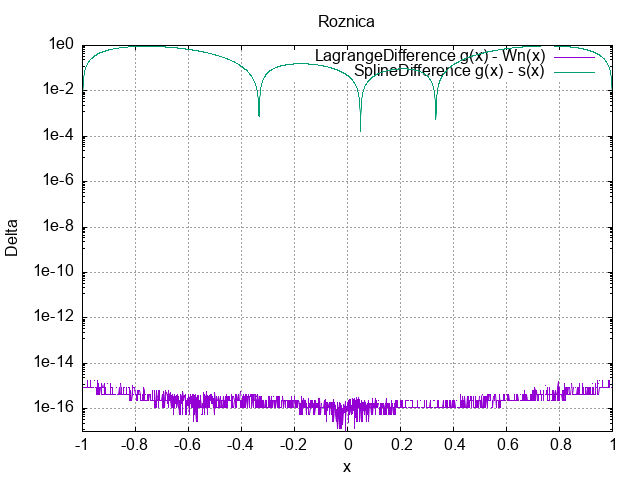 Roznica
LagrangeDifference g(x) - Wn(x)
SplineDifference g(x) - s(x)
1e0
1e-2
1e-4
1e-6
1e-8
1e-10
1e-12
1e-14
1e-16
Delta
-1 -0.8 -0.6 -0.4 -0.2 0 0.2 0.4 0.6 0.8 1
x